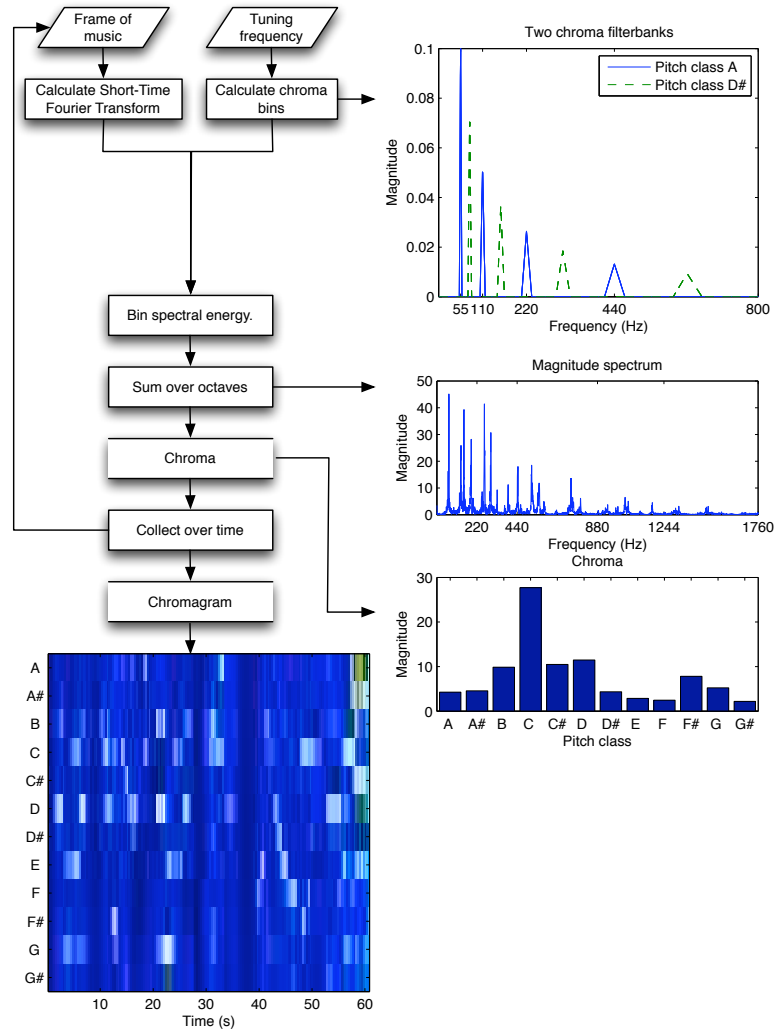 Frame of
music
Tuning
frequency
Calculate Short-Time
Fourier Transform
Calculate chroma
bins
Bin spectral energy.
Sum over octaves
Chroma
Collect over time
Chromagram
Two chroma filterbanks
Pitch class A
Pitch class D#
0.1
0.08
0.06
0.04
0.02
0
Magnitude
55 110 220 440 800
Frequency (Hz)
Magnitude spectrum
50
40
30
20
10
0
Magnitude
220 440 880 1244 1760
Frequency (Hz)
Chroma
30
20
10
0
Magnitude
A A# B C C# D D# E F F# G G#
Pitch class
A
A#
B
C
C#
D
D#
E
F
F#
G
G#
10 20 30 40 50 60
Time (s)